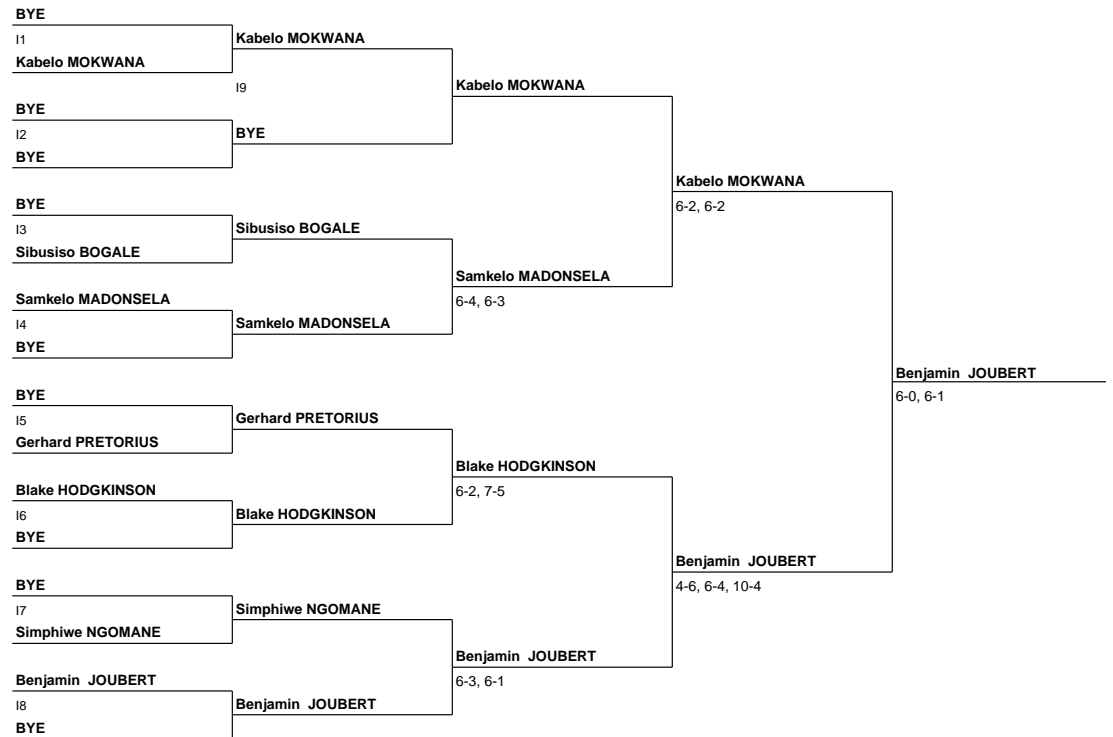 BYE
I1
Kabelo MOKWANA
Kabelo MOKWANA
I9
Kabelo MOKWANA
BYE
I2
BYE
BYE
Kabelo MOKWANA
6-2, 6-2
BYE
I3
Sibusiso BOGALE
Sibusiso BOGALE
Samkelo MADONSELA
6-4, 6-3
Samkelo MADONSELA
I4
BYE
Samkelo MADONSELA
Benjamin JOUBERT
6-0, 6-1
BYE
I5
Gerhard PRETORIUS
Gerhard PRETORIUS
Blake HODGKINSON
6-2, 7-5
Blake HODGKINSON
I6
BYE
Blake HODGKINSON
Benjamin JOUBERT
4-6, 6-4, 10-4
BYE
I7
Simphiwe NGOMANE
Simphiwe NGOMANE
Benjamin JOUBERT
6-3, 6-1
Benjamin JOUBERT
I8
BYE
Benjamin JOUBERT